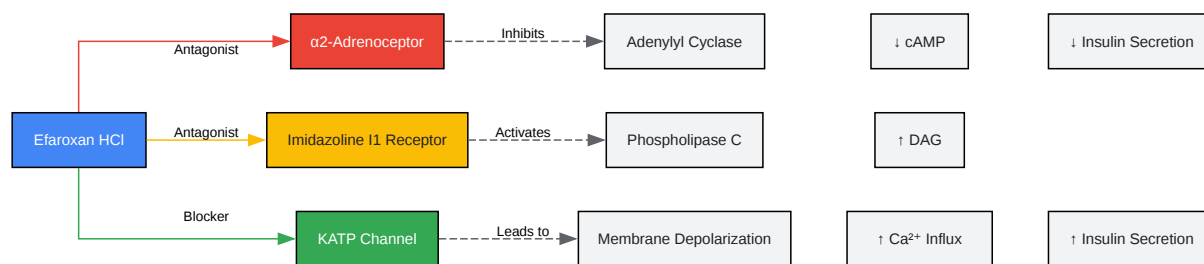 α2-Adrenoceptor
Inhibits
Adenylyl Cyclase
↓ cAMP
↓ Insulin Secretion
Antagonist
Efaroxan HCl
Antagonist
Imidazoline I1 Receptor
Activates
Phospholipase C
↑ DAG
Blocker
KATP Channel
Leads to
Membrane Depolarization
↑ Ca²⁺ Influx
↑ Insulin Secretion